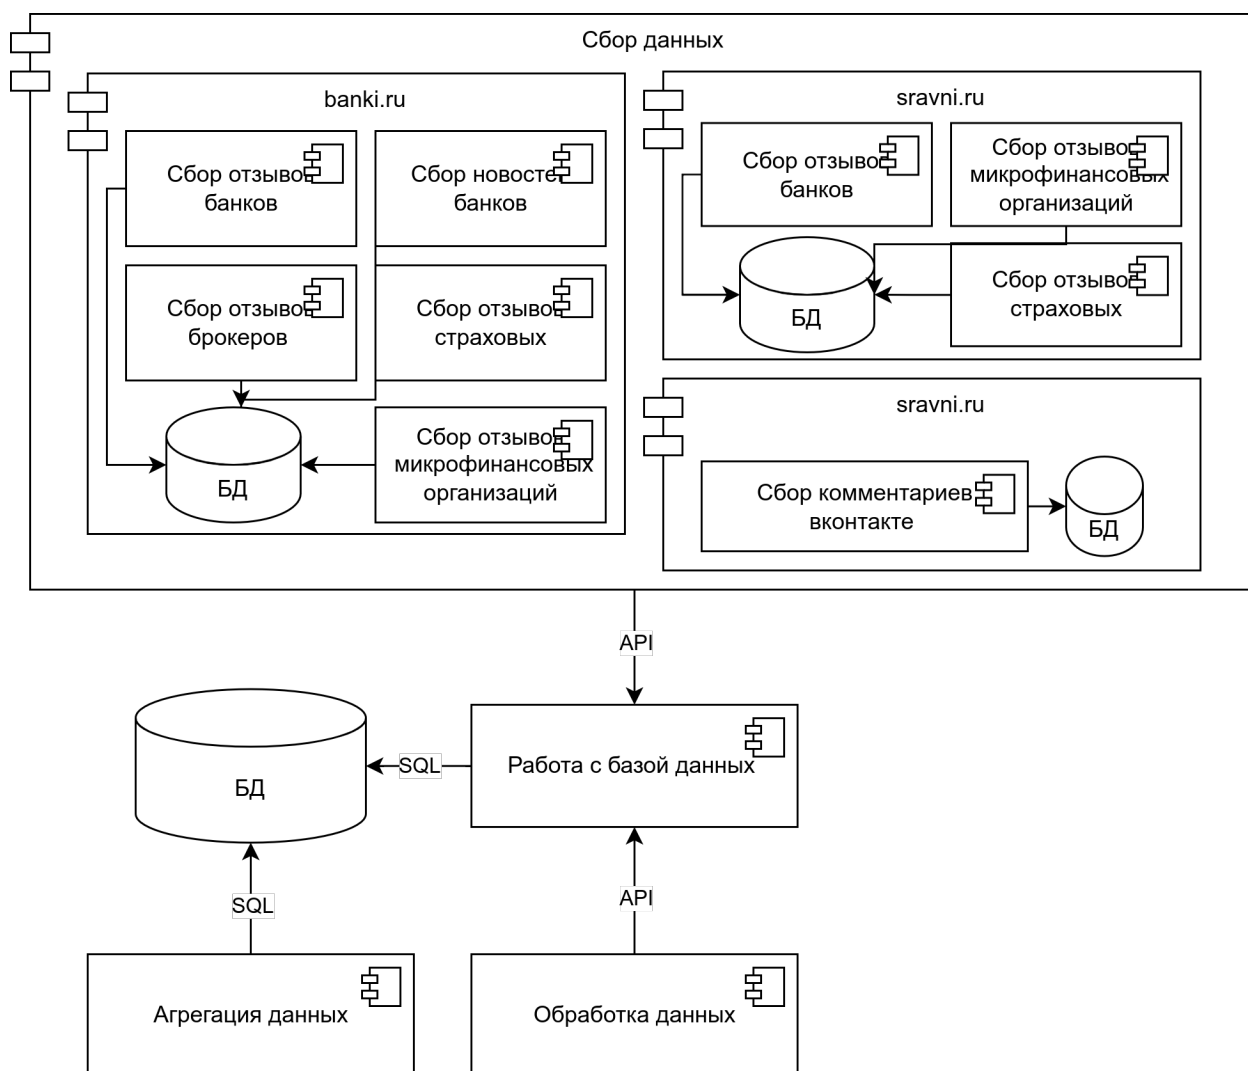 Сбор данных
banki.ru
Сбор отзывов
банков
Сбор новостей
банков
Сбор отзывов
брокеров
Сбор отзывов
страховых
БД
Сбор отзывов
микрофинансовых
организаций
sravni.ru
Сбор отзывов
банков
Сбор отзывов
микрофинансовых
организаций
БД
Сбор отзывов
страховых
sravni.ru
Сбор комментариев
вконтакте
БД
API
БД
SQL
Работа с базой данных
SQL
API
Агрегация данных
Обработка данных